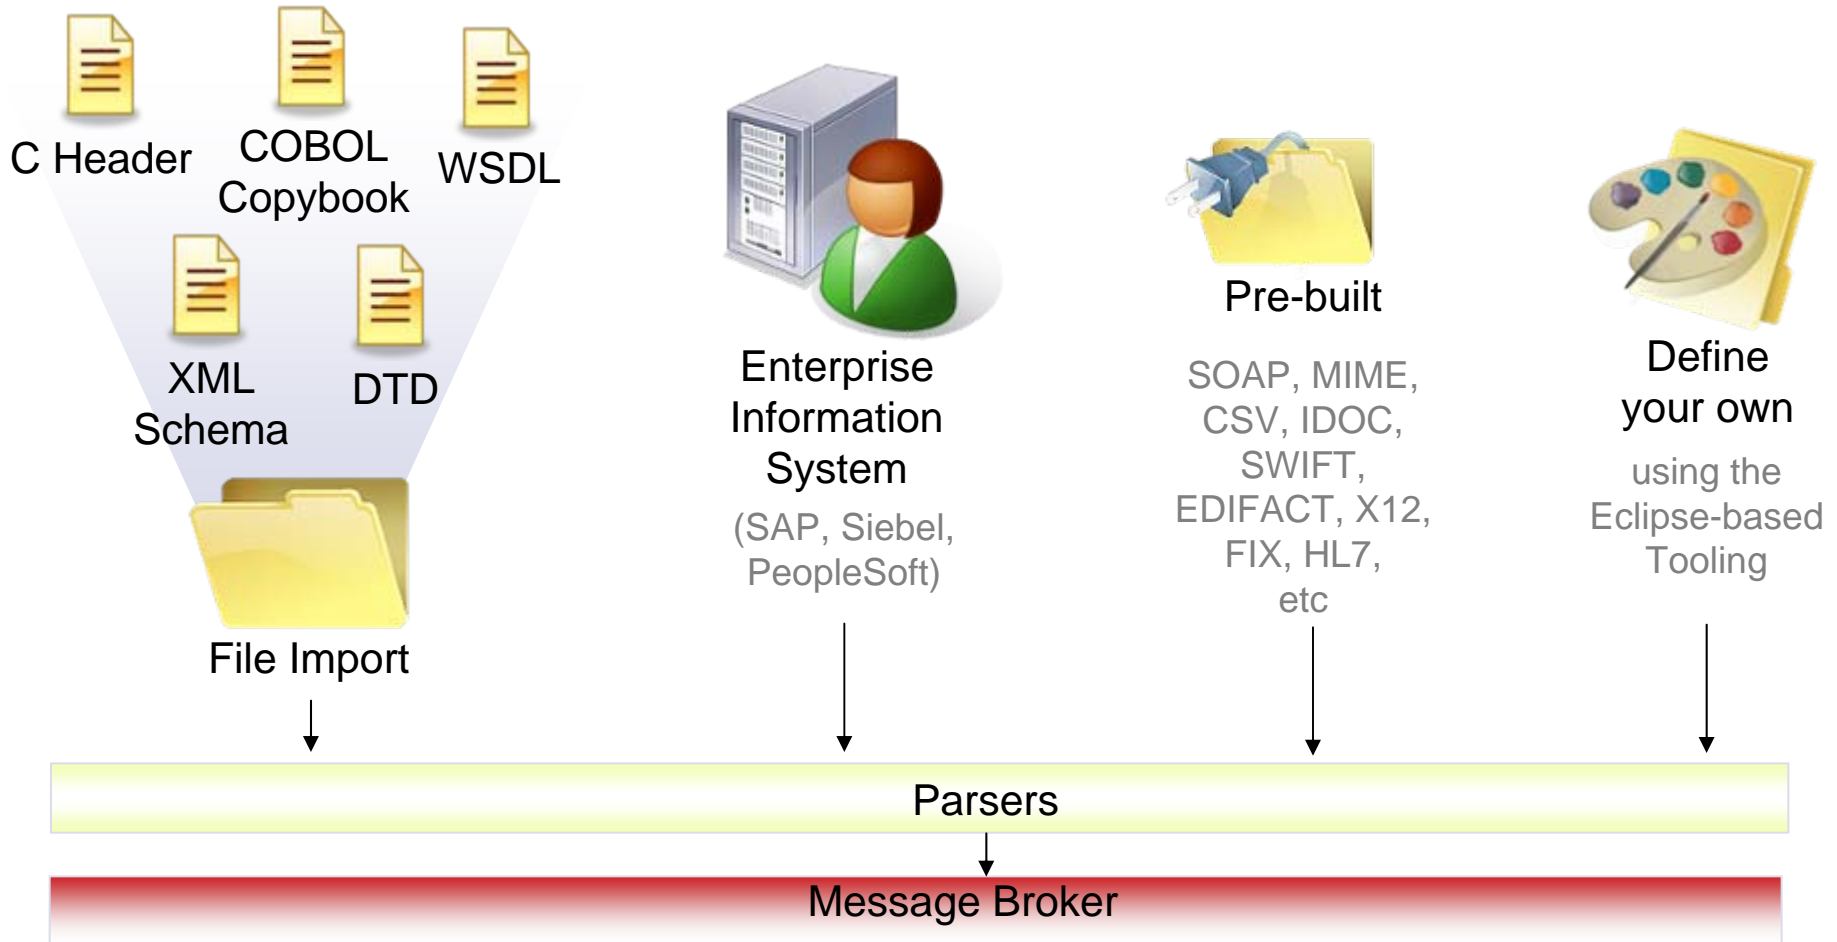 C Header
COBOL
Copybook
WSDL
XML
Schema
DTD
File Import
Enterprise
Information
System
(SAP, Siebel,
PeopleSoft)
Pre-built
SOAP, MIME,
CSV, IDOC,
SWIFT,
EDIFACT, X12,
FIX, HL7,
etc
Define
your own
using the
Eclipse-based
Tooling
Parsers
Message Broker